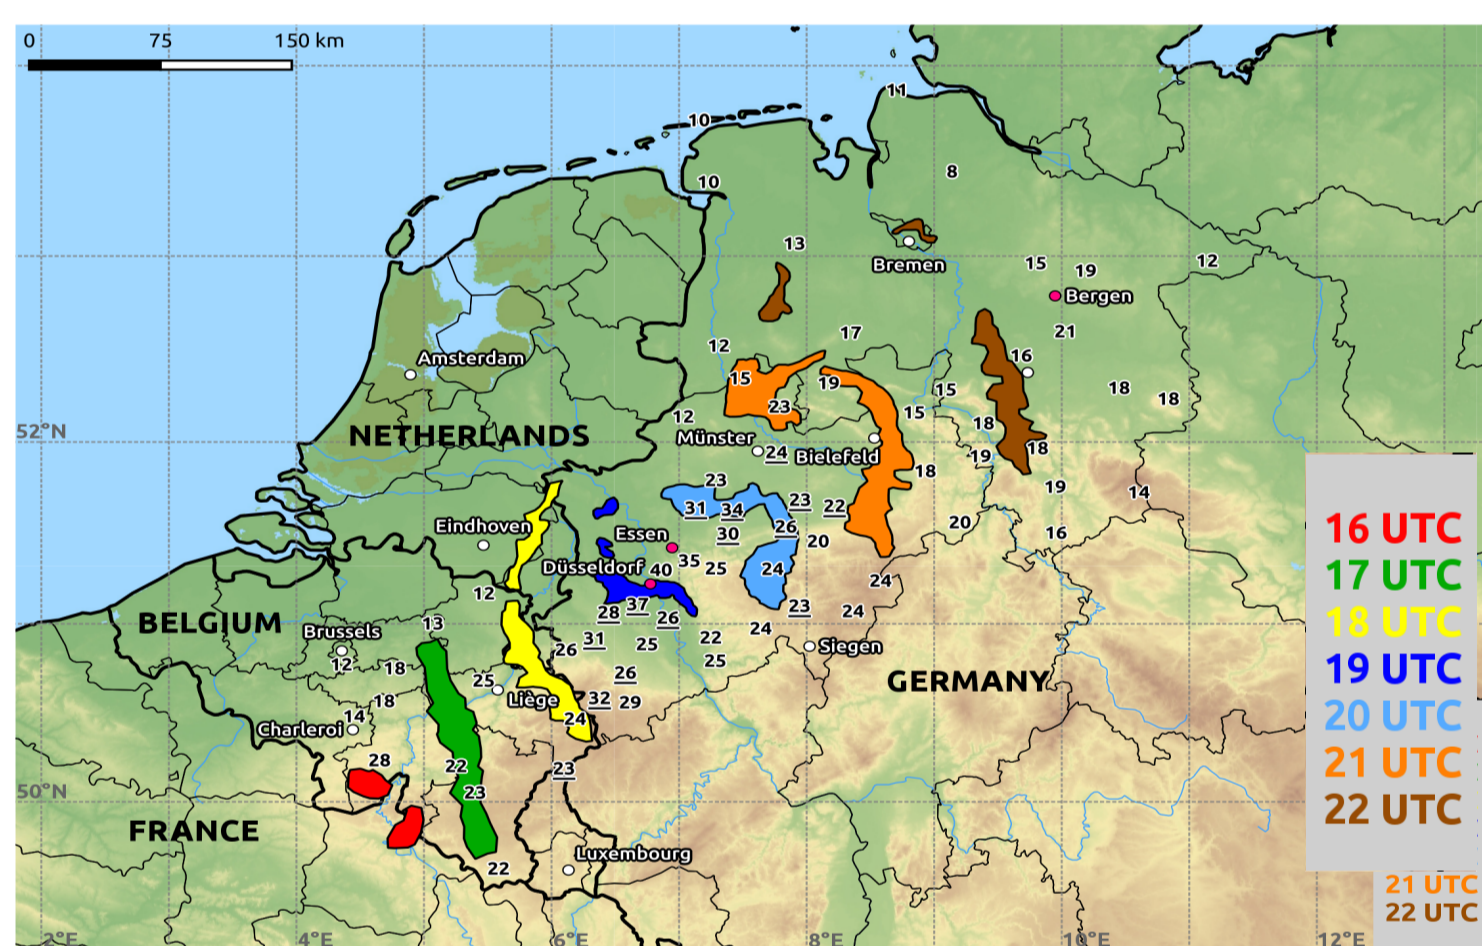 0 75 150 km
11
10
8
10
13
Bremen
15
19
12
Bergen
17
21
12
16
Amsterdam
15
19
15
18
18
23
12
15
52°N
NETHERLANDS
Münster
18
24
Bielefeld
19
18
18
23
19
14
31
34
23
22
Eindhoven
Essen
30
26
20
20
16
35
Düsseldorf
40
25
24
24
12
28
37
26
23
24
BELGIUM
13
Brussels
24
26
31
25
22
Siegen
12
18
25
25
26
GERMANY
18
Liège
32
29
14
Charleroi
24
28
22
23
50°N
23
FRANCE
Luxembourg
22
2°E 4°E 6°E 8°E 10°E 12°E
16 UTC
17 UTC
18 UTC
19 UTC
20 UTC
21 UTC
22 UTC
21 UTC
22 UTC